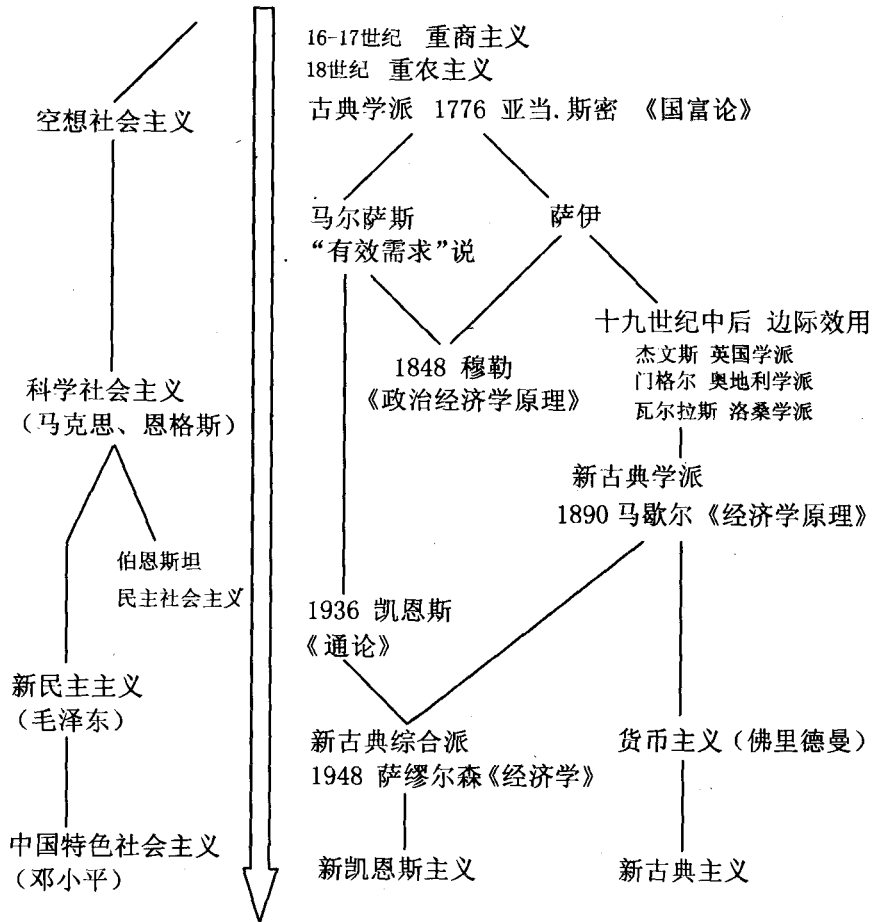 16-17世纪 重商主义
18世纪 重农主义
古典学派 1776 亚当.斯密 《国富论》
空想社会主义
马尔萨斯
“有效需求”说
萨伊
十九世纪中后 边际效用
杰文斯 英国学派
门格尔 奥地利学派
瓦尔拉斯 洛桑学派
1848 穆勒
《政治经济学原理》
科学社会主义
（马克思、恩格斯）
新古典学派
1890 马歇尔《经济学原理》
伯恩斯坦
民主社会主义
1936 凯恩斯
《通论》
新民主主义
（毛泽东）
新古典综合派
1948 萨缪尔森《经济学》
货币主义（佛里德曼）
中国特色社会主义
（邓小平）
新凯恩斯主义
新古典主义